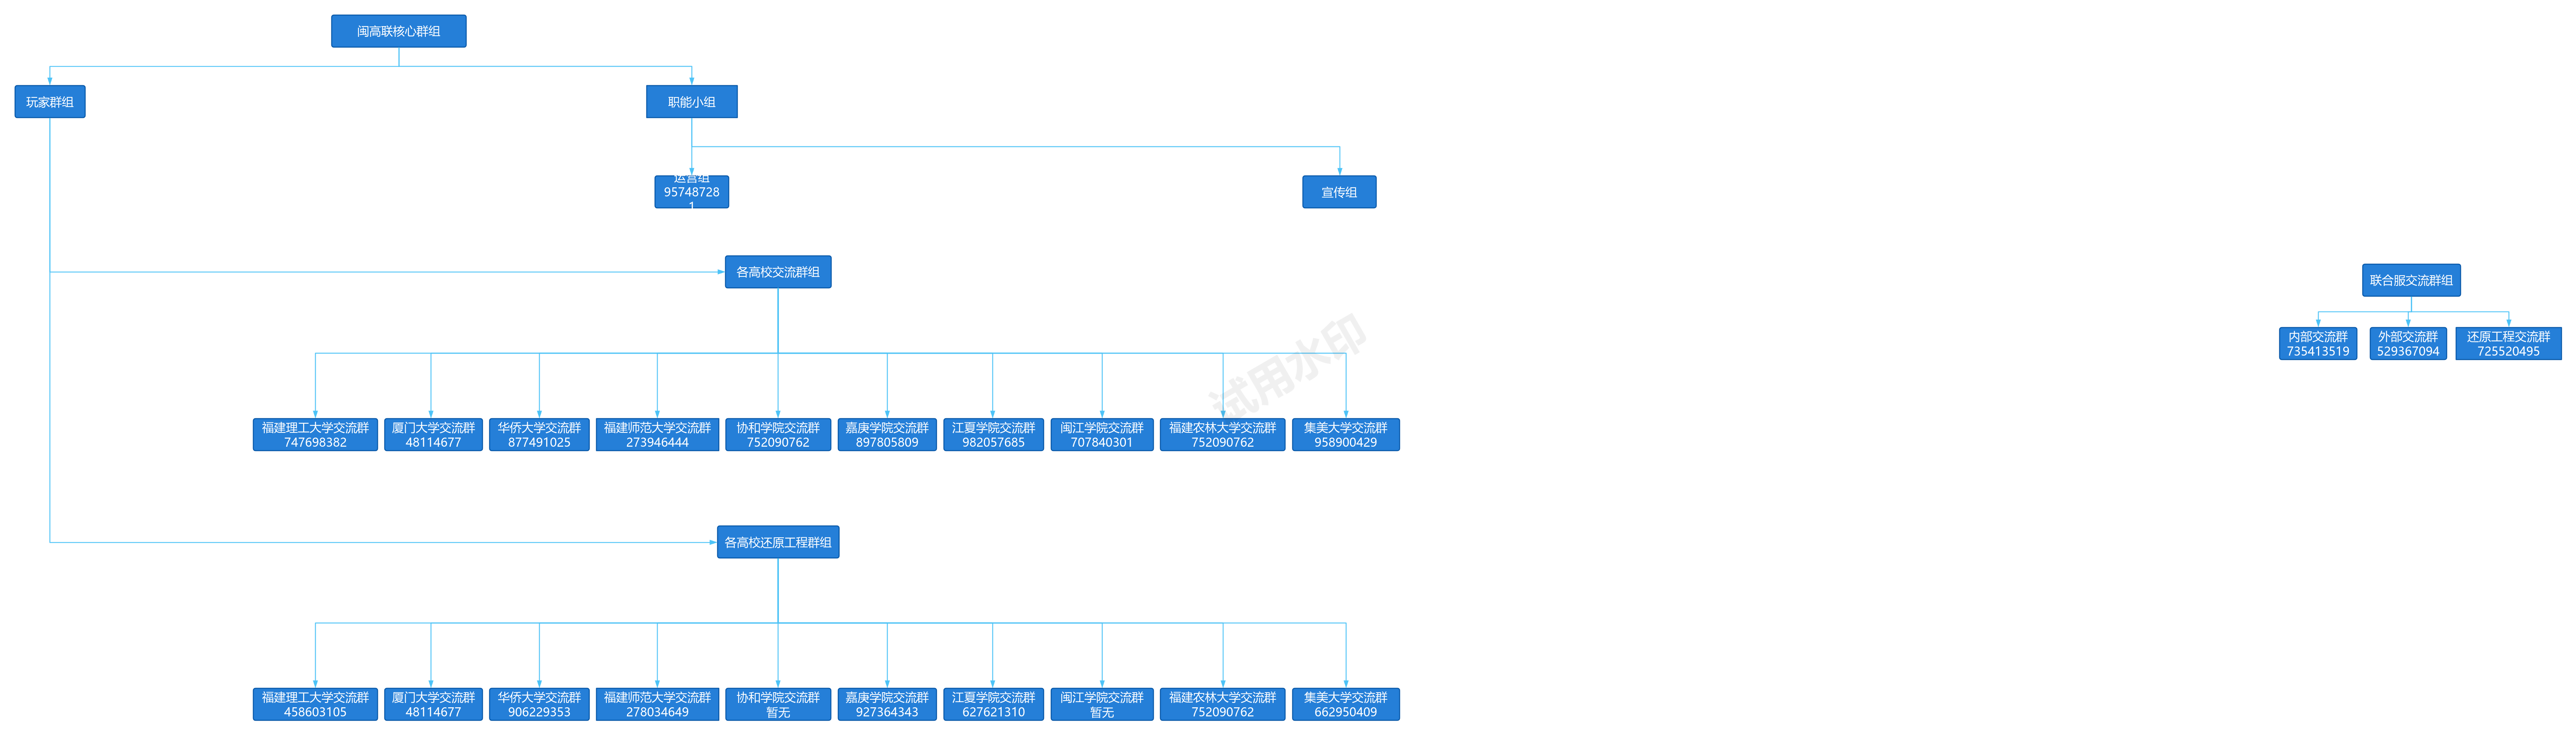 闽高联核心群组
玩家群组
职能小组
运营组
95748728
1
宣传组
各高校交流群组
联合服交流群组
内部交流群
735413519
外部交流群
529367094
还原工程交流群
725520495
试用水印
福建理工大学交流群
747698382
厦门大学交流群
48114677
华侨大学交流群
877491025
福建师范大学交流群
273946444
协和学院交流群
752090762
嘉庚学院交流群
897805809
江夏学院交流群
982057685
闽江学院交流群
707840301
福建农林大学交流群
752090762
集美大学交流群
958900429
各高校还原工程群组
福建理工大学交流群
458603105
厦门大学交流群
48114677
华侨大学交流群
906229353
福建师范大学交流群
278034649
协和学院交流群
暂无
嘉庚学院交流群
927364343
江夏学院交流群
627621310
闽江学院交流群
暂无
福建农林大学交流群
752090762
集美大学交流群
662950409